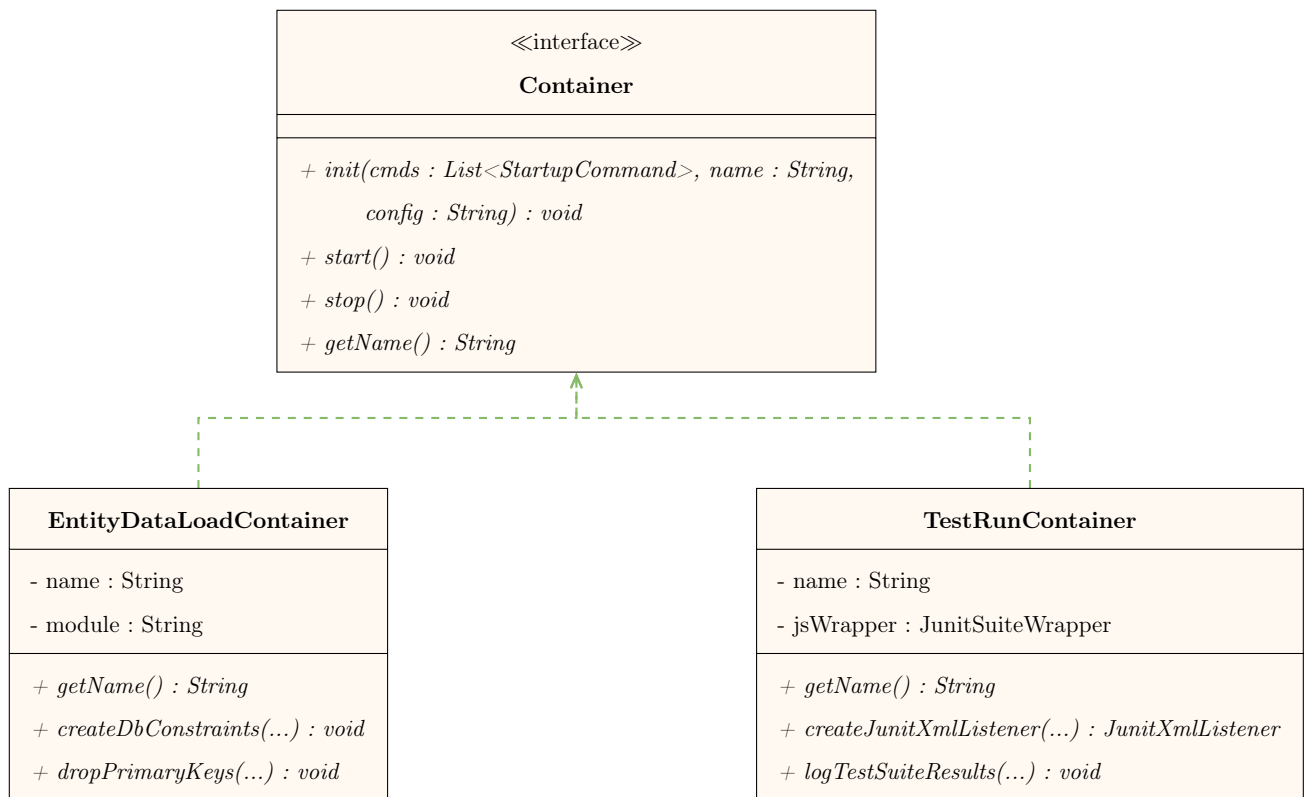 ≪interface≫
Container
+ init(cmds : List<StartupCommand>, name : String,
config : String) : void
+ start() : void
+ stop() : void
+ getName() : String
EntityDataLoadContainer
- name : String
- module : String
+ getName() : String
+ createDbConstraints(...) : void
+ dropPrimaryKeys(...) : void
TestRunContainer
- name : String
- jsWrapper : JunitSuiteWrapper
+ getName() : String
+ createJunitXmlListener(...) : JunitXmlListener
+ logTestSuiteResults(...) : void